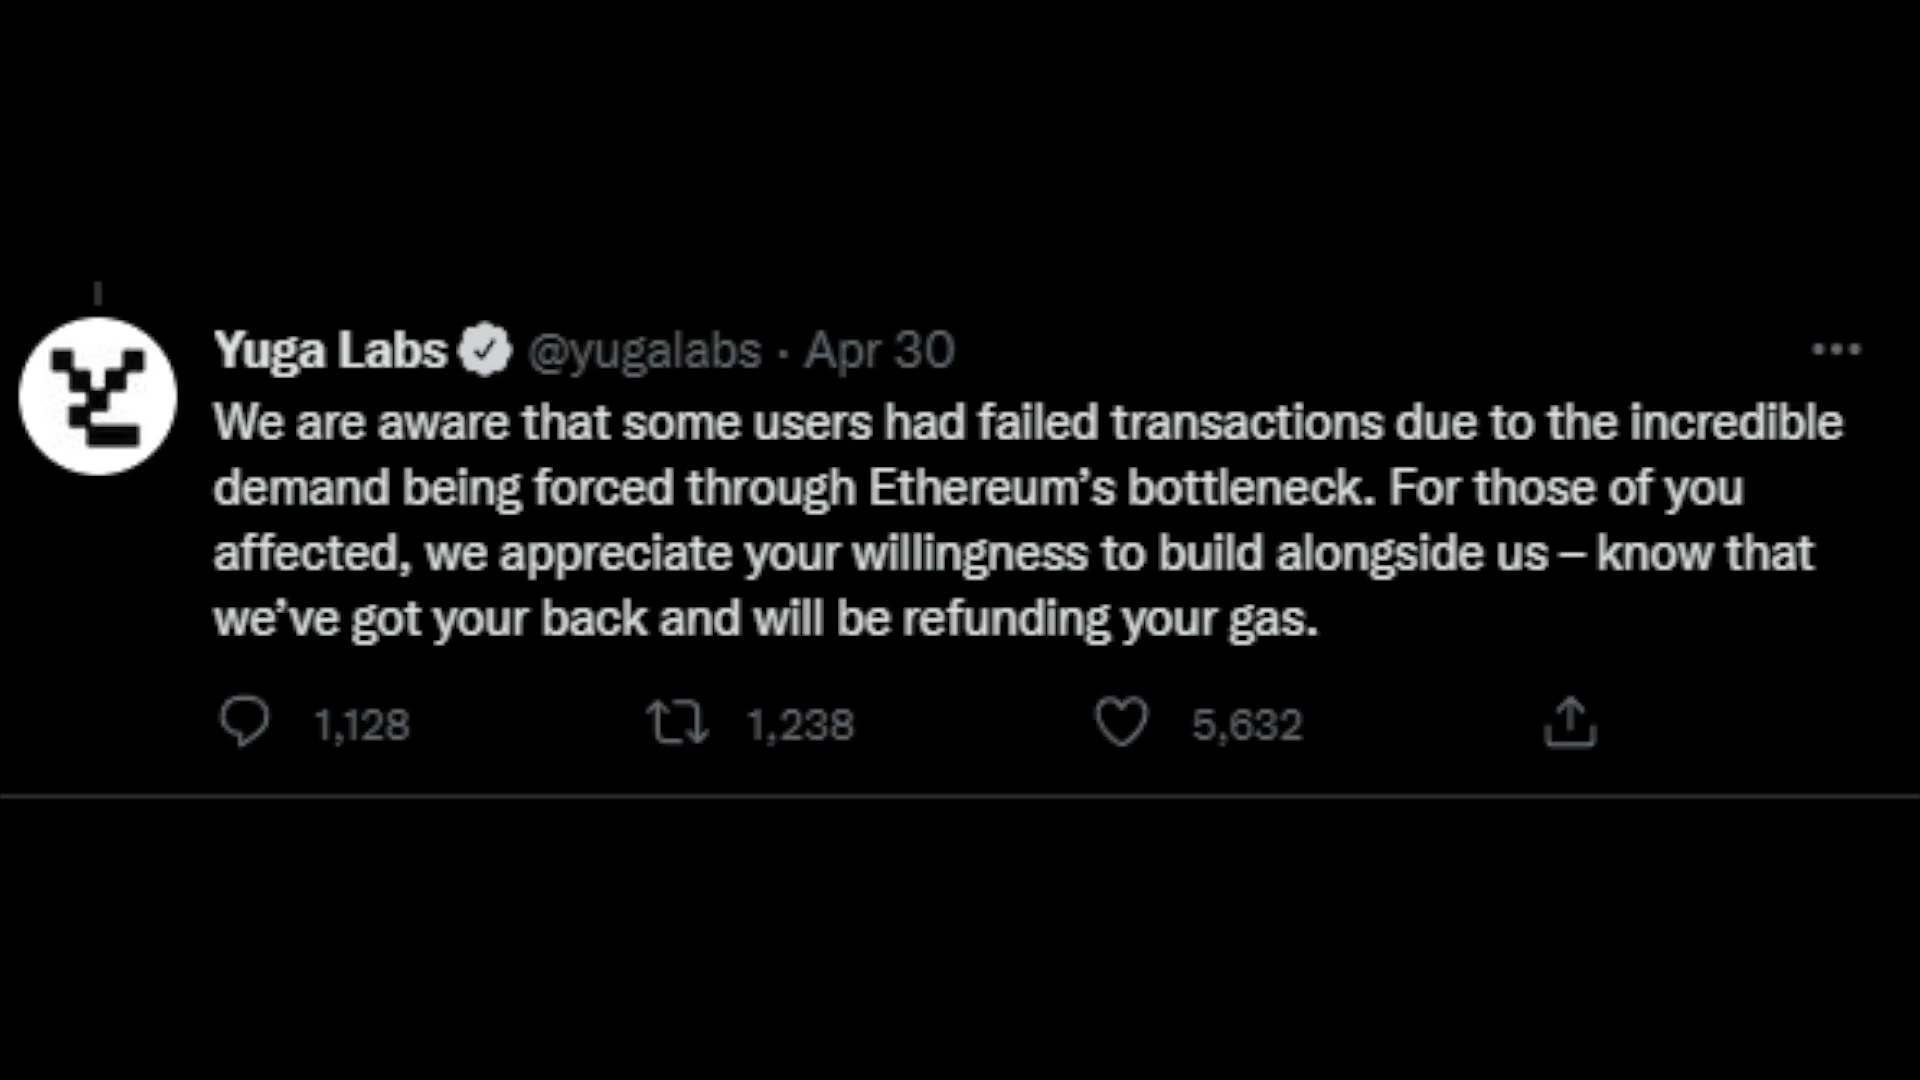 Yuga Labs @yugalabs · Apr 30
We are aware that some users had failed transactions due to the incredible
demand being forced through Ethereum’s bottleneck. For those of you
affected, we appreciate your willingness to build alongside us – know that
we’ve got your back and will be refunding your gas.
1,128 1,238 5,632